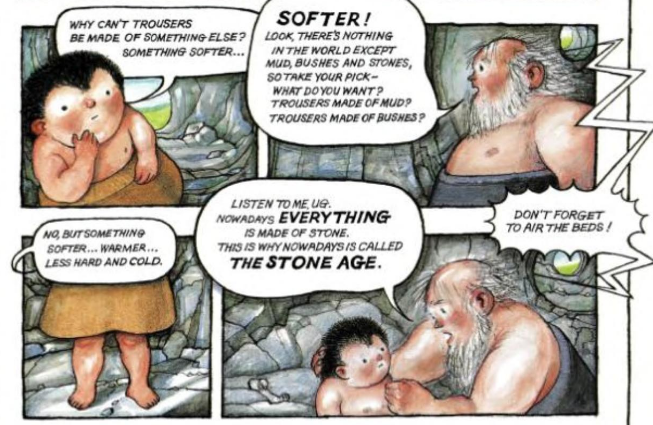 WHY CAN'T TROUSERS
BE MADE OF SOMETHING ELSE?
SOMETHING SOFTER...
SOFTER!
LOOK, THERE'S NOTHING
IN THE WORLD EXCEPT
MUD, BUSHES AND STONES,
SO TAKE YOUR PICK–
WHAT DO YOU WANT?
TROUSERS MADE OF MUD?
TROUSERS MADE OF BUSHES?
NO, BUT SOMETHING
SOFTER... WARMER...
LESS HARD AND COLD.
LISTEN TO ME, UG.
NOWADAYS EVERYTHING
IS MADE OF STONE.
THIS IS WHY NOWADAYS IS CALLED
THE STONE AGE.
DON'T FORGET
TO AIR THE BEDS!